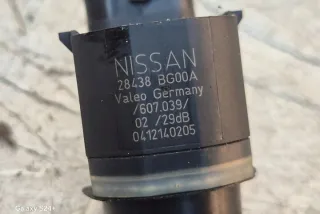 NISSAN
28438 BG00A
Valeo Germany
/607.039/
02 /29dB
0412140205